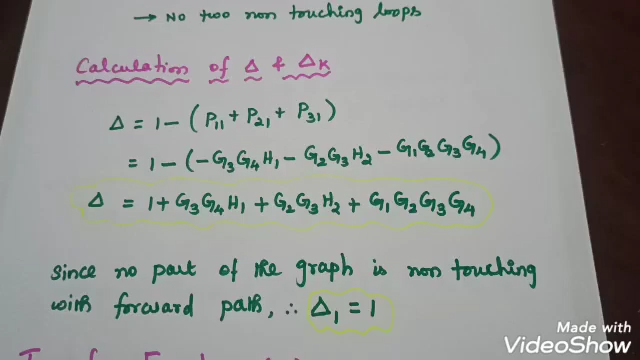 → No two non touching loops
Calculation of Δ & ΔK
Δ = 1 - (P11 + P21 + P31)
= 1 - (-G3G4H1 - G2G3H2 - G1G2G3G4)
Δ = 1 + G3G4H1 + G2G3H2 + G1G2G3G4
Since no part of the graph is non touching
with forward path, ∴ Δ1 = 1
Made with
VideoShow